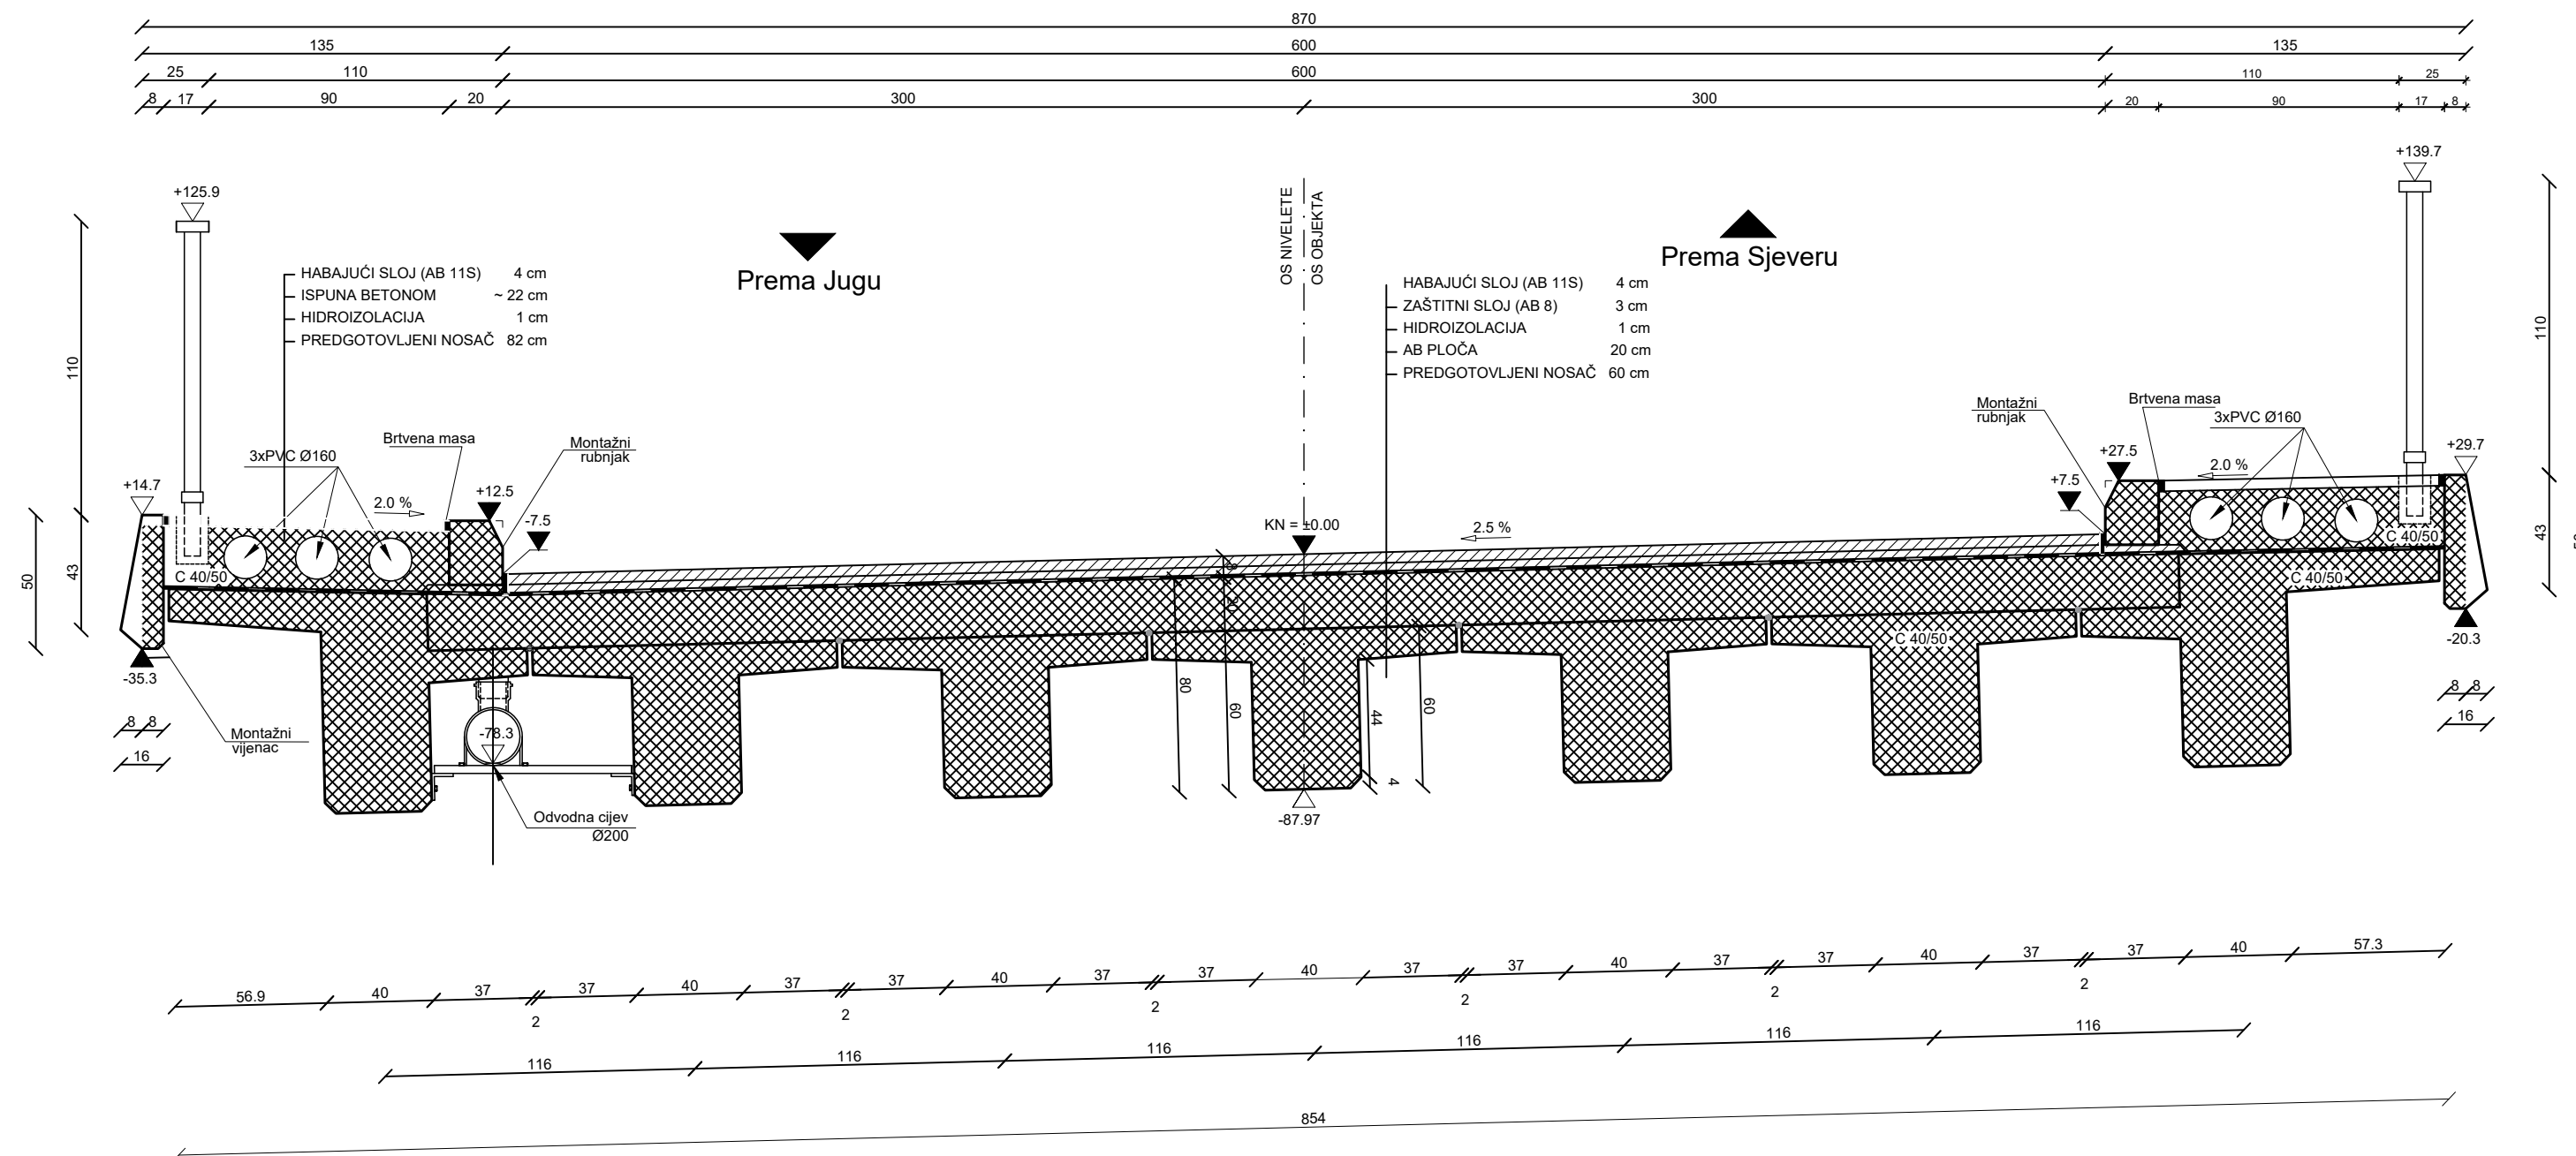 870
135 600 135
25 110 600 110 25
8 17 90 20 300 300 20 90 17 8
+139.7
+125.9
OS NIVELETE
OS OBJEKTA
Prema Jugu
Prema Sjeveru
HABAJUĆI SLOJ (AB 11S) 4 cm
ISPUNA BETONOM ~ 22 cm
HIDROIZOLACIJA 1 cm
PREDGOTOVLJENI NOSAČ 82 cm
HABAJUĆI SLOJ (AB 11S) 4 cm
ZAŠTITNI SLOJ (AB 8) 3 cm
HIDROIZOLACIJA 1 cm
AB PLOČA 20 cm
PREDGOTOVLJENI NOSAČ 60 cm
110
110
Brtvena masa
Montažni
rubnjak
3xPVC Ø160
Montažni
rubnjak
Brtvena masa
3xPVC Ø160
+14.7
2.0 %
+12.5
-7.5
KN = ±0.00
2.5 %
+7.5
+27.5
2.0 %
+29.7
50
43
43
C 40/50
C 40/50
C 40/50
C 40/50
8
20
80
60
44
4
60
-35.3
-20.3
8 8
16
8 8
16
Montažni
vijenac
-78.3
Odvodna cijev
Ø200
-87.97
56.9 40 37 37 40 37 37 40 37 37 40 37 37 40 37 37 40 37 37 40 57.3
2 2 2 2 2 2
116 116 116 116 116 116
854